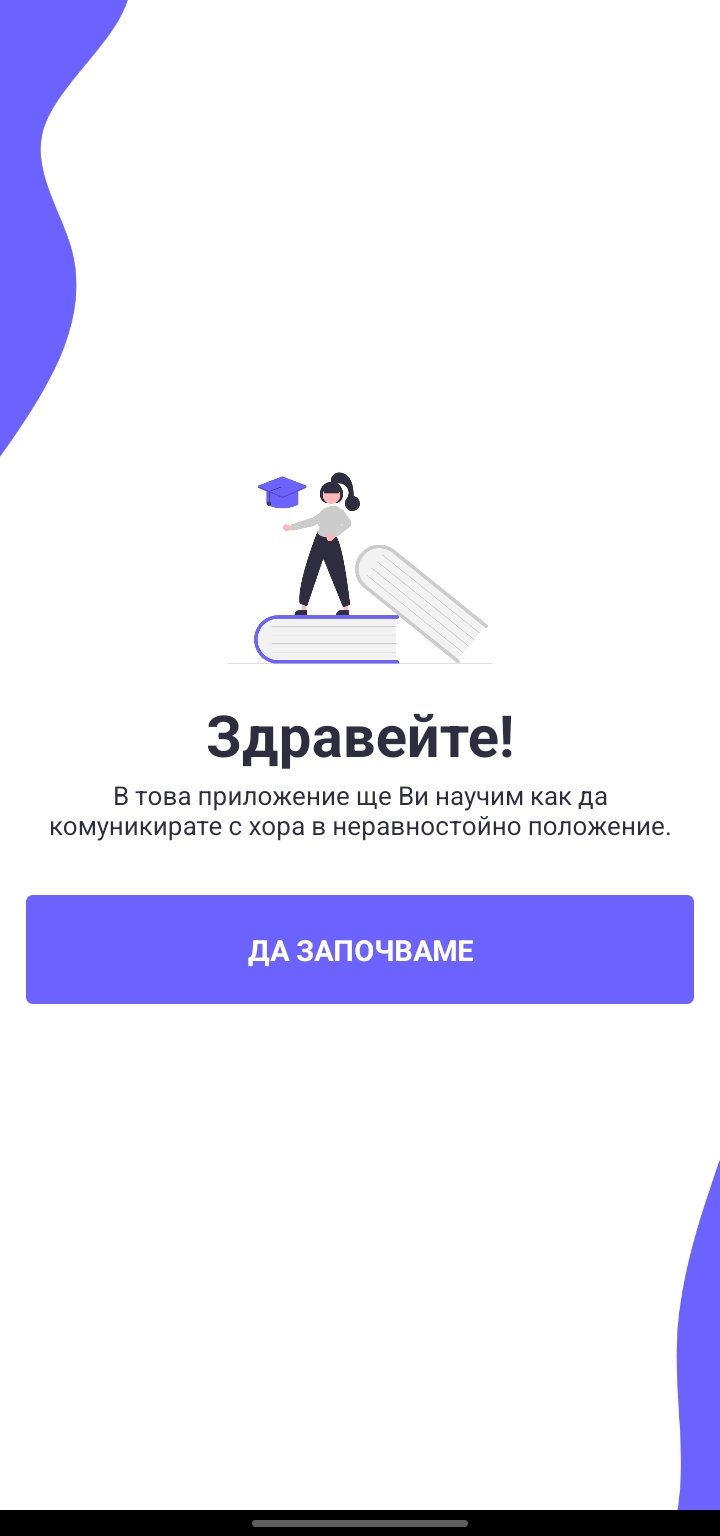 Здравейте!
В това приложение ще Ви научим как да
комуникирате с хора в неравностойно положение.
ДА ЗАПОЧВАМЕ